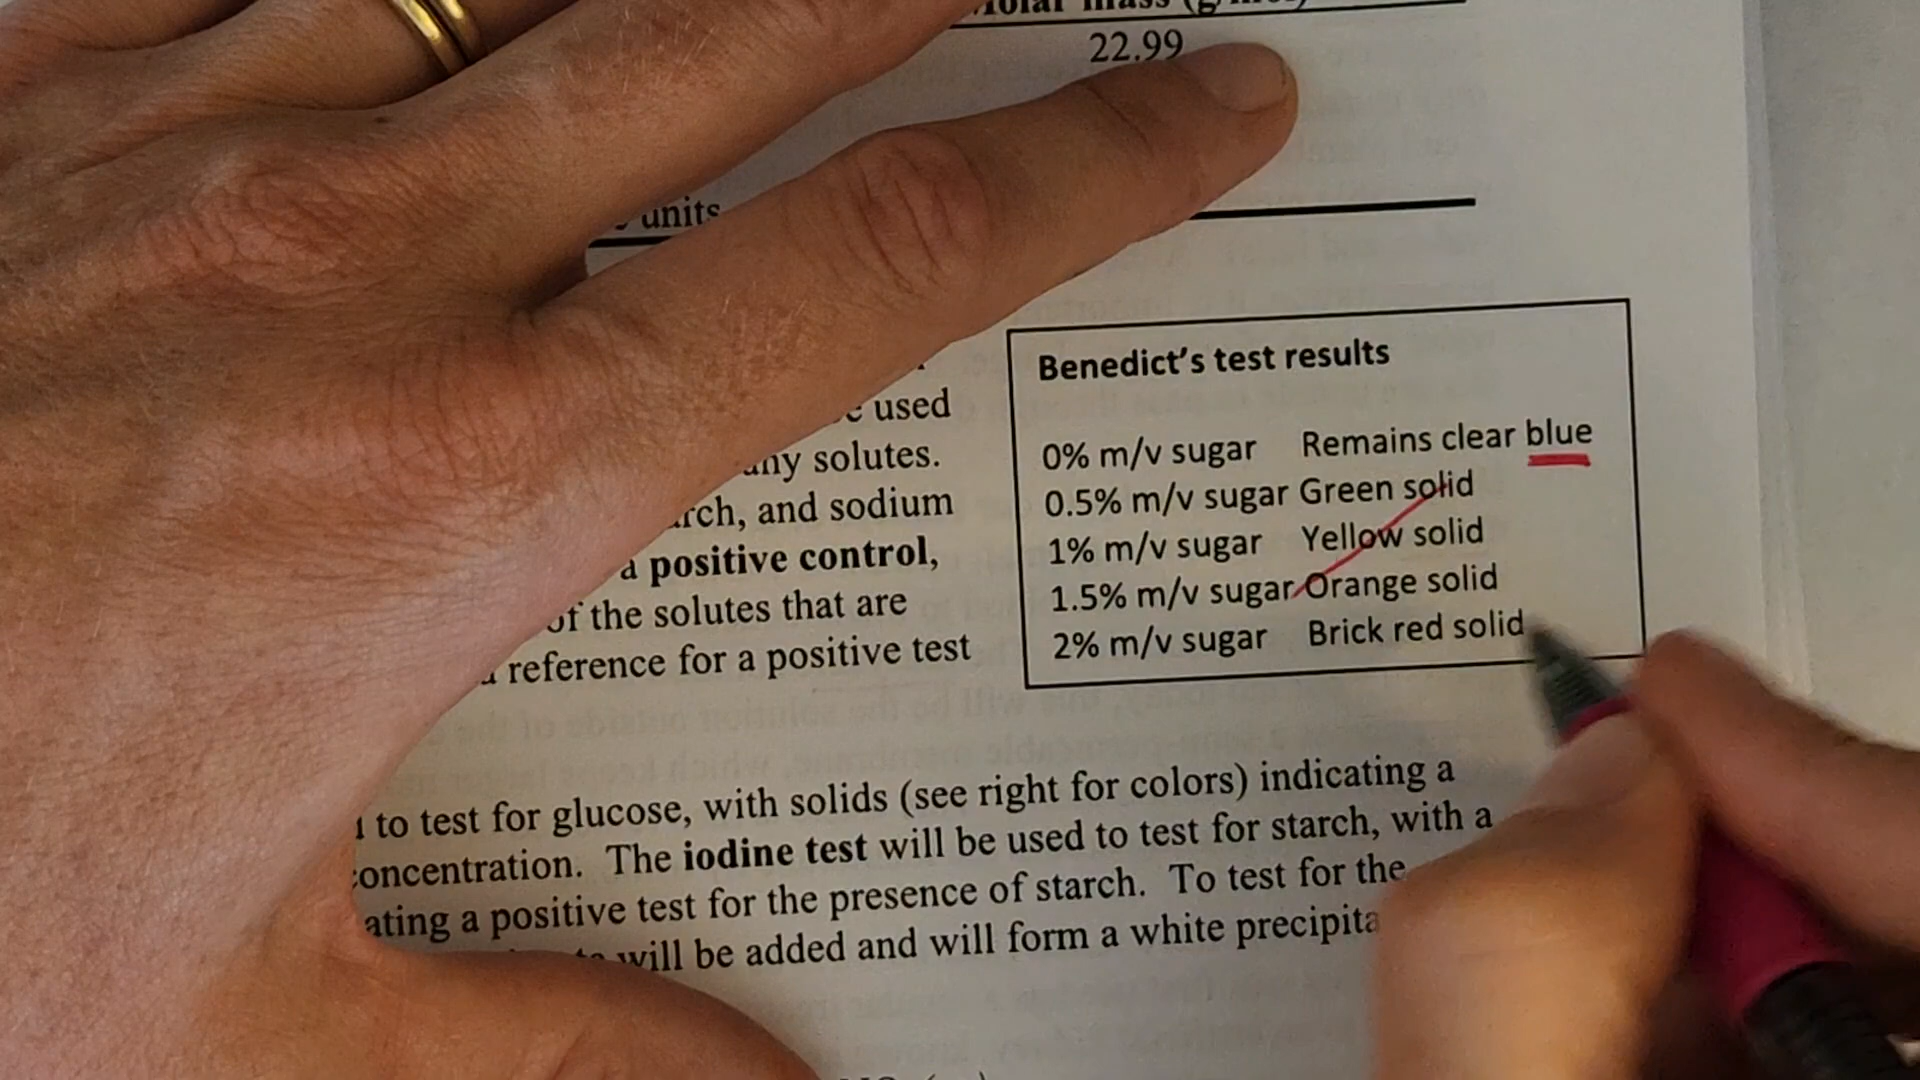 molar mass (g/mol)
22.99
units
Benedict's test results
0% m/v sugar Remains clear blue
0.5% m/v sugar Green solid
1% m/v sugar Yellow solid
1.5% m/v sugar Orange solid
2% m/v sugar Brick red solid
used
any solutes.
and sodium
a positive control,
of the solutes that are
reference for a positive test
to test for glucose, with solids (see right for colors) indicating a
concentration. The iodine test will be used to test for starch, with a
ating a positive test for the presence of starch. To test for the
will be added and will form a white precipita